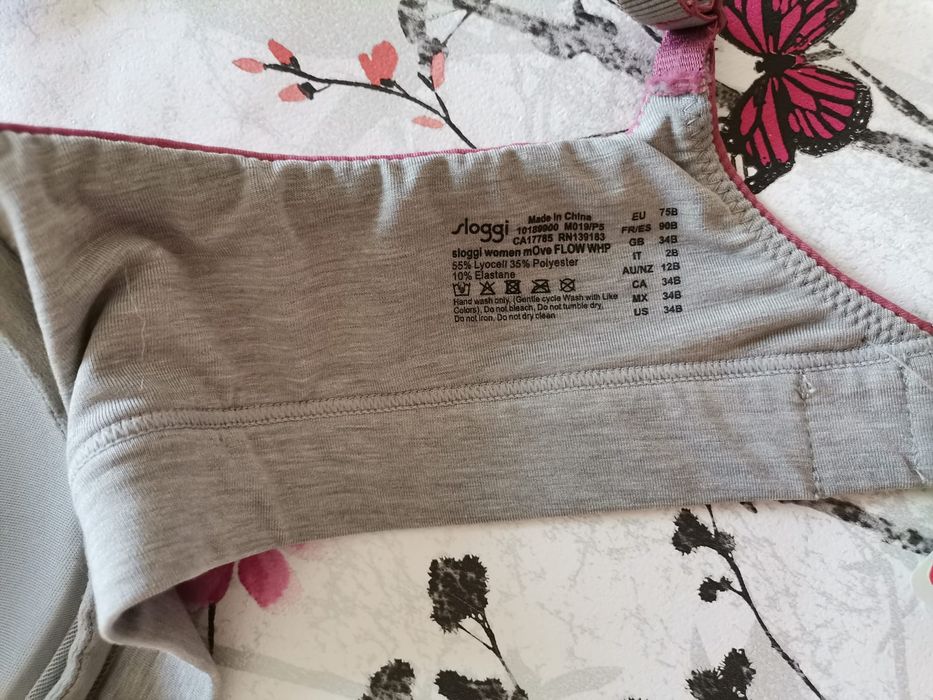 sloggi
Made in China
10189900 M019/P5
CA17765 RN139183
sloggi women mOve FLOW WHP
55% Lyocell 35% Polyester
10% Elastane
Hand wash only, (Gentle cycle Wash with Like
Colors), Do not bleach, Do not tumble dry,
Do not iron, Do not dry clean
EU 75B
FR/ES 90B
GB 34B
IT 2B
AU/NZ 12B
CA 34B
MX 34B
US 34B